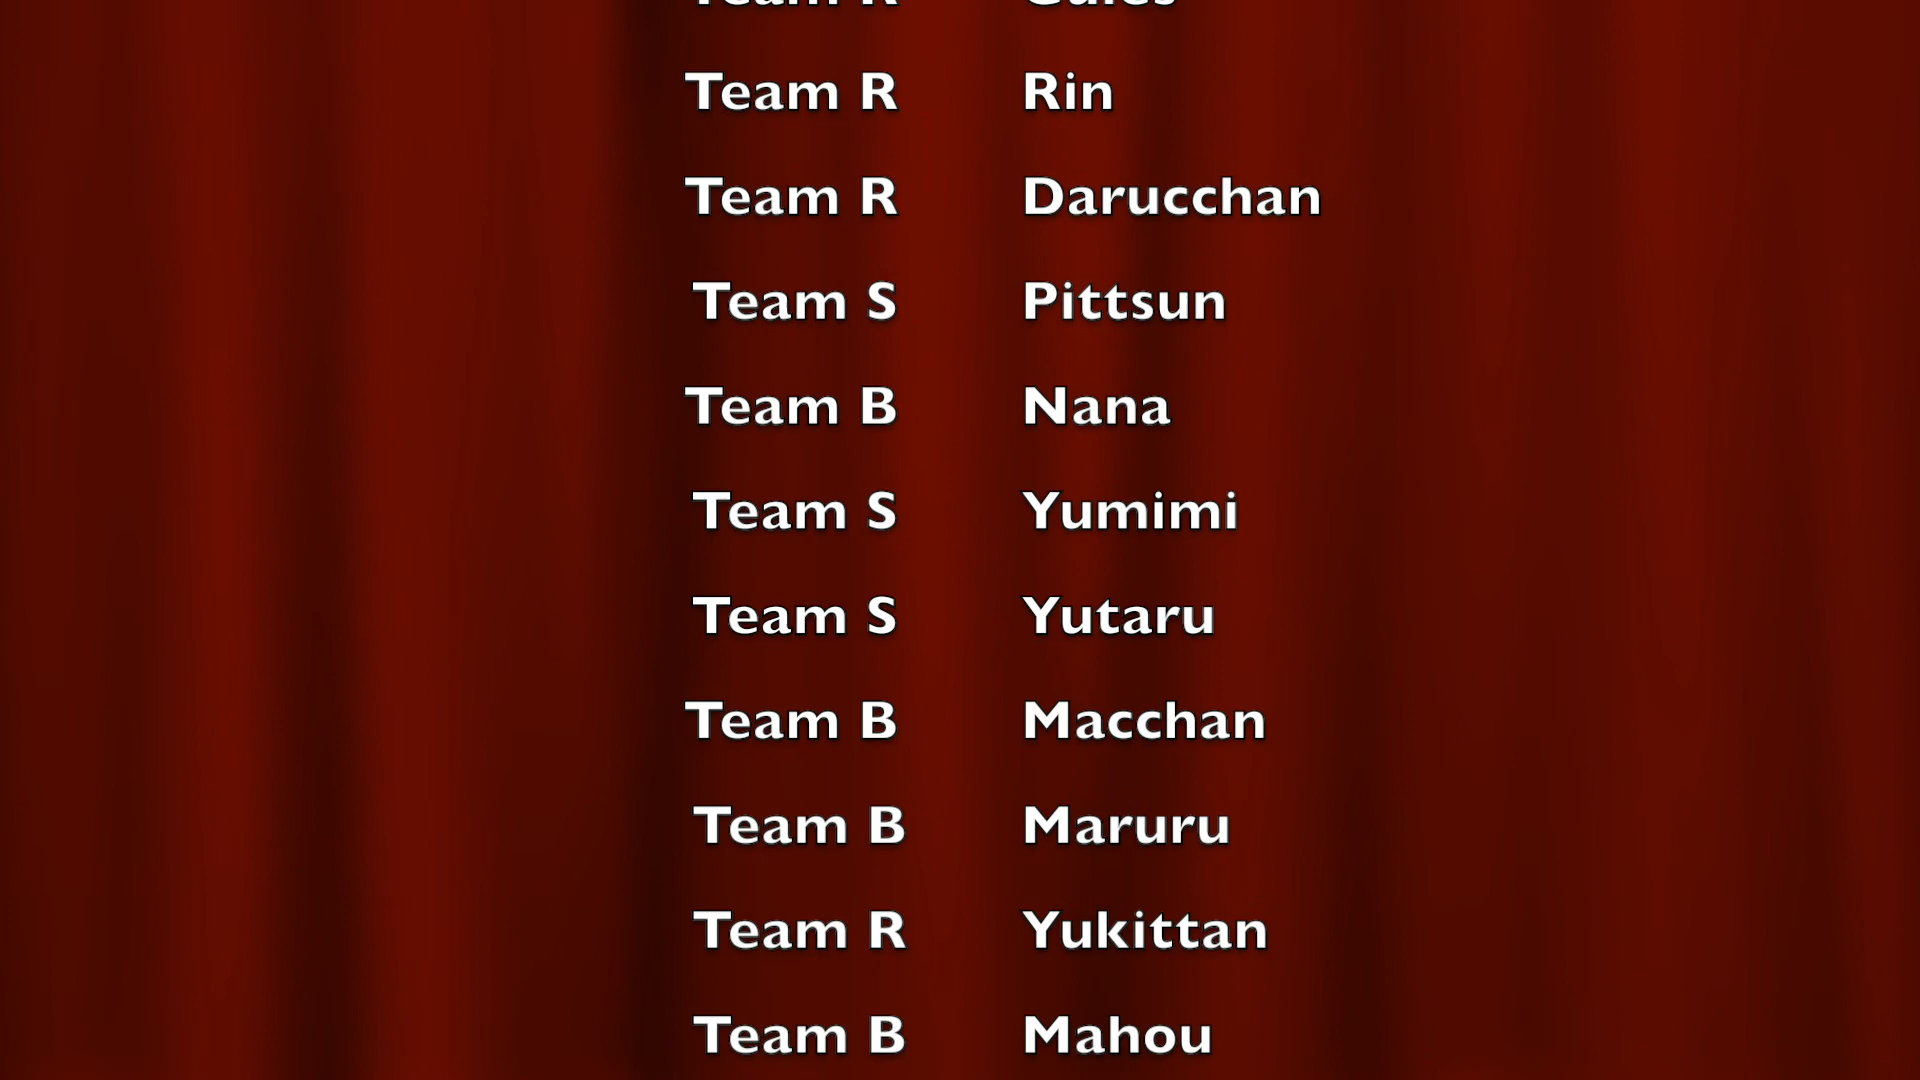 Team R Rin
Team R Darucchan
Team S Pittsun
Team B Nana
Team S Yumimi
Team S Yutaru
Team B Macchan
Team B Maruru
Team R Yukittan
Team B Mahou